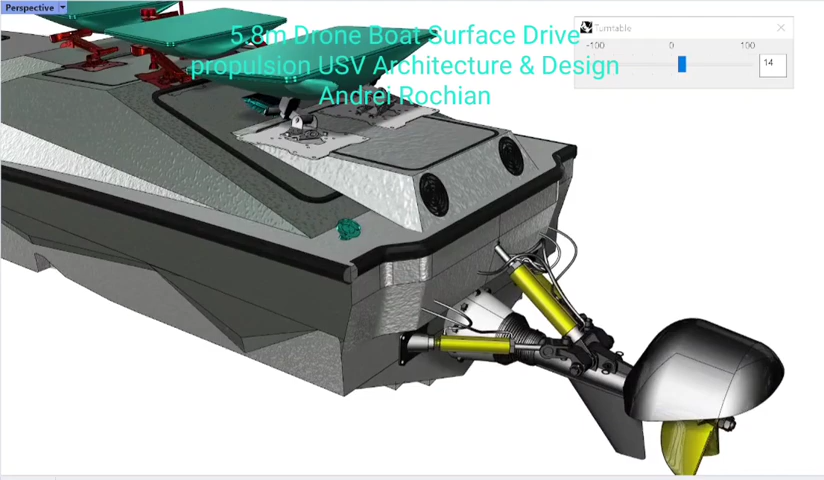 Perspective
5.8m Drone Boat Surface Drive
propulsion USV Architecture & Design
Andrei Rochian
Turntable
-100 0 100
14